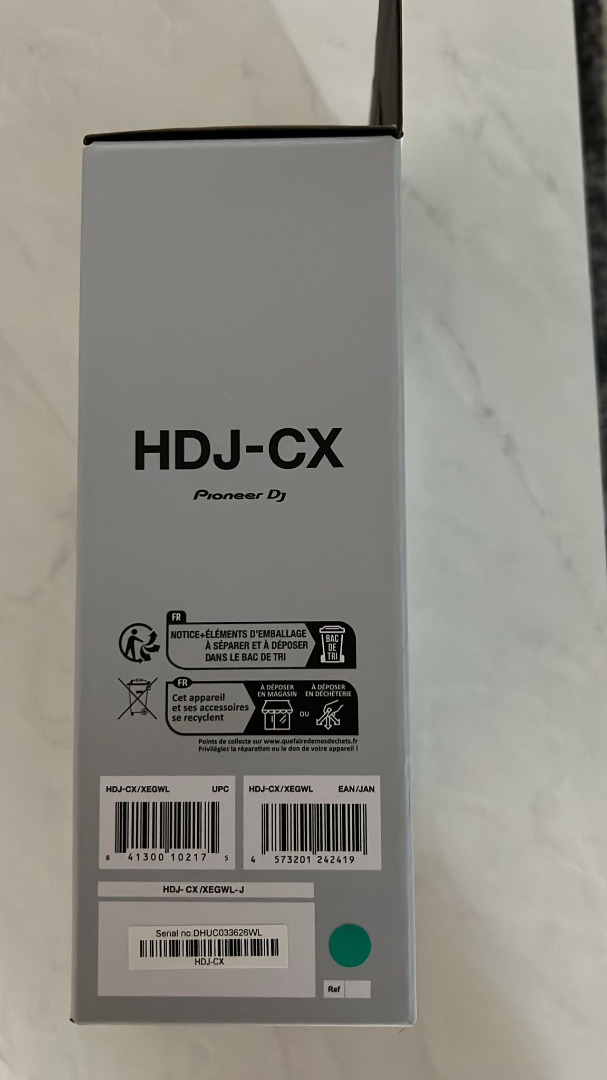 HDJ-CX
Pioneer Dj
FR
NOTICE+ÉLÉMENTS D'EMBALLAGE
À SÉPARER ET À DÉPOSER
DANS LE BAC DE TRI
BAC
DE
TRI
FR
Cet appareil
et ses accessoires
se recyclent
À DÉPOSER
EN MAGASIN
OU
À DÉPOSER
EN DÉCHÈTERIE
Points de collecte sur www.quefairedemesdechets.fr
Privilégiez la réparation ou le don de votre appareil !
HDJ-CX/XEGWL UPC
8 41300 10217 5
HDJ-CX/XEGWL EAN/JAN
4 573201 242419
HDJ- CX /XEGWL- J
Serial no:DHUC033626WL
HDJ-CX
Ref